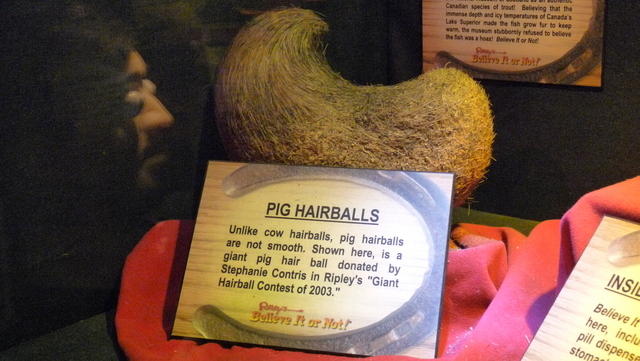 Canadian species of trout! Believing that the
immense depth and icy temperatures of Canada's
Lake Superior made the fish grow fur to keep
warm, the museum stubbornly refused to believe
the fish was a hoax! Believe It or Not!
Ripley's
Believe It or Not!
PIG HAIRBALLS
Unlike cow hairballs, pig hairballs
are not smooth. Shown here, is a
giant pig hair ball donated by
Stephanie Contris in Ripley's "Giant
Hairball Contest of 2003."
Ripley's
Believe It or Not!
INSI
Believe It
here, incl
pill dispens
stoma